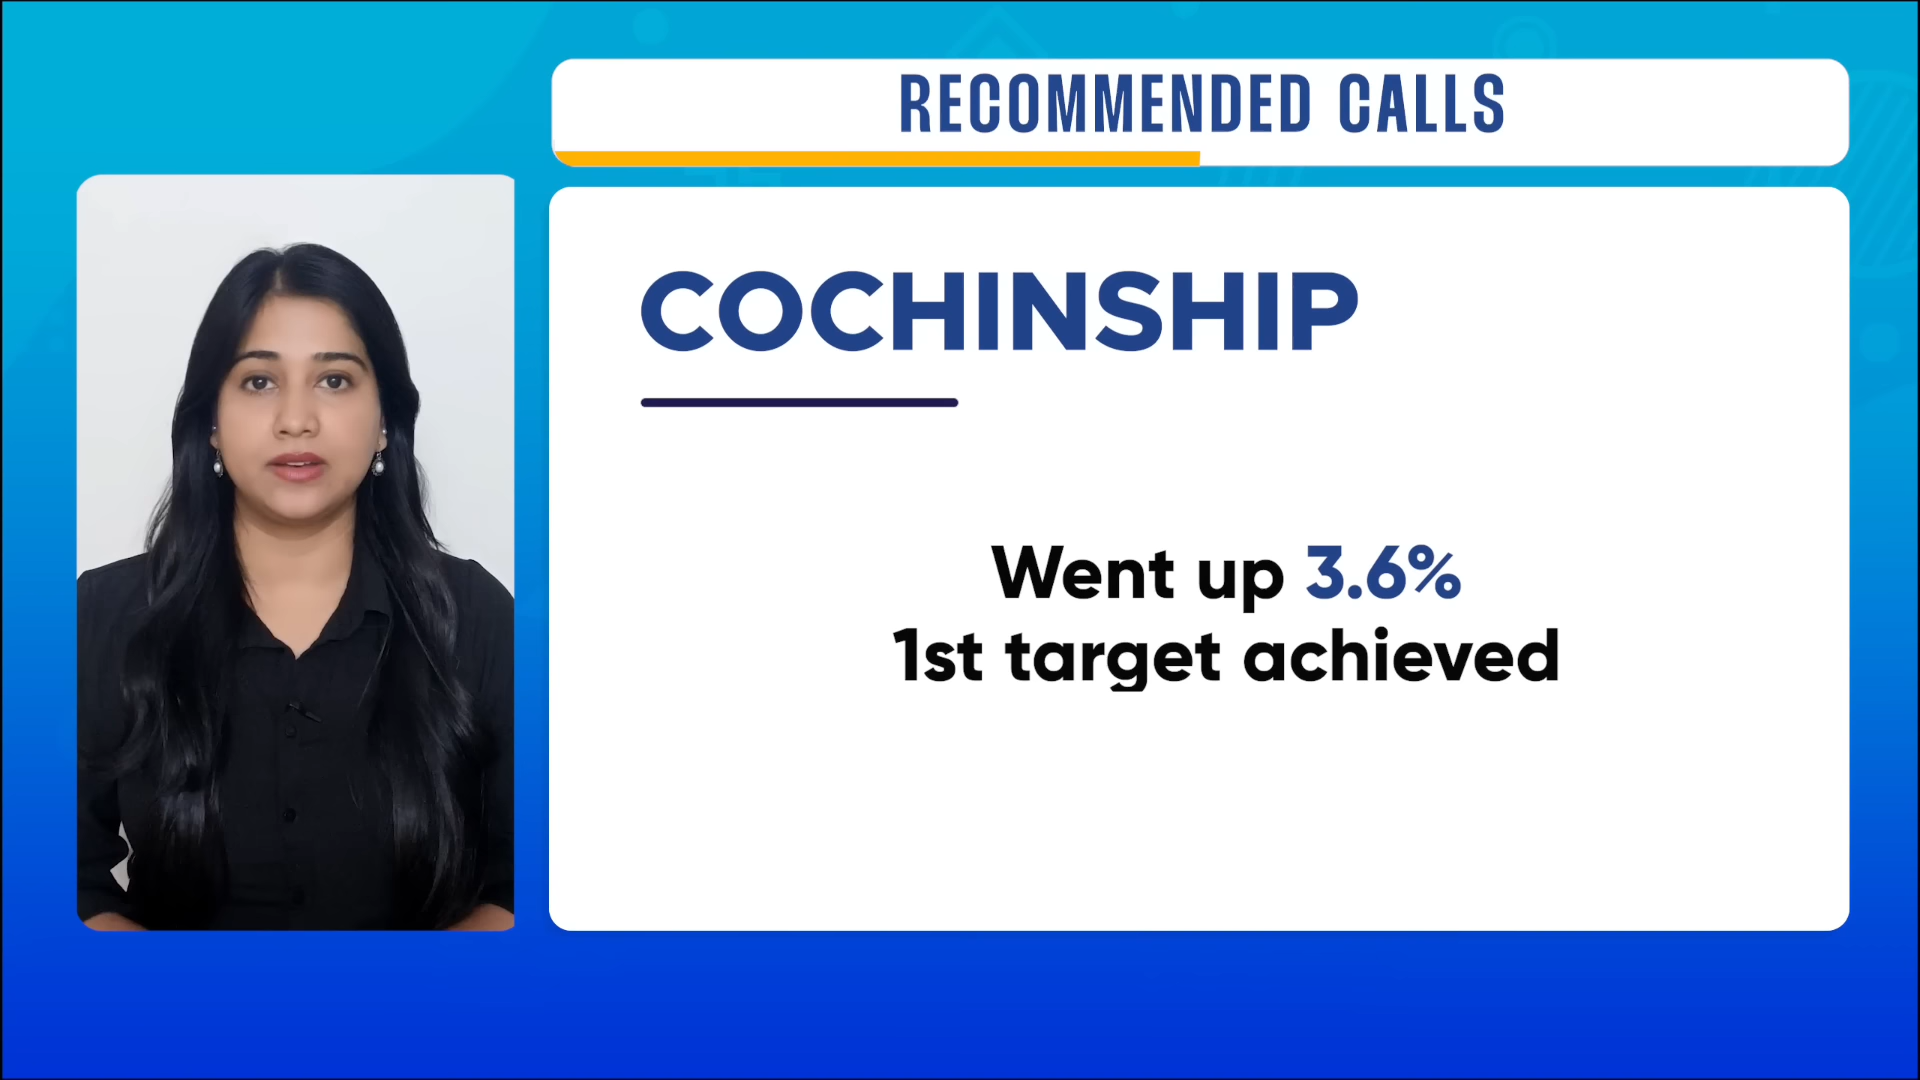 RECOMMENDED CALLS
COCHINSHIP
Went up 3.6%
1st target achieved